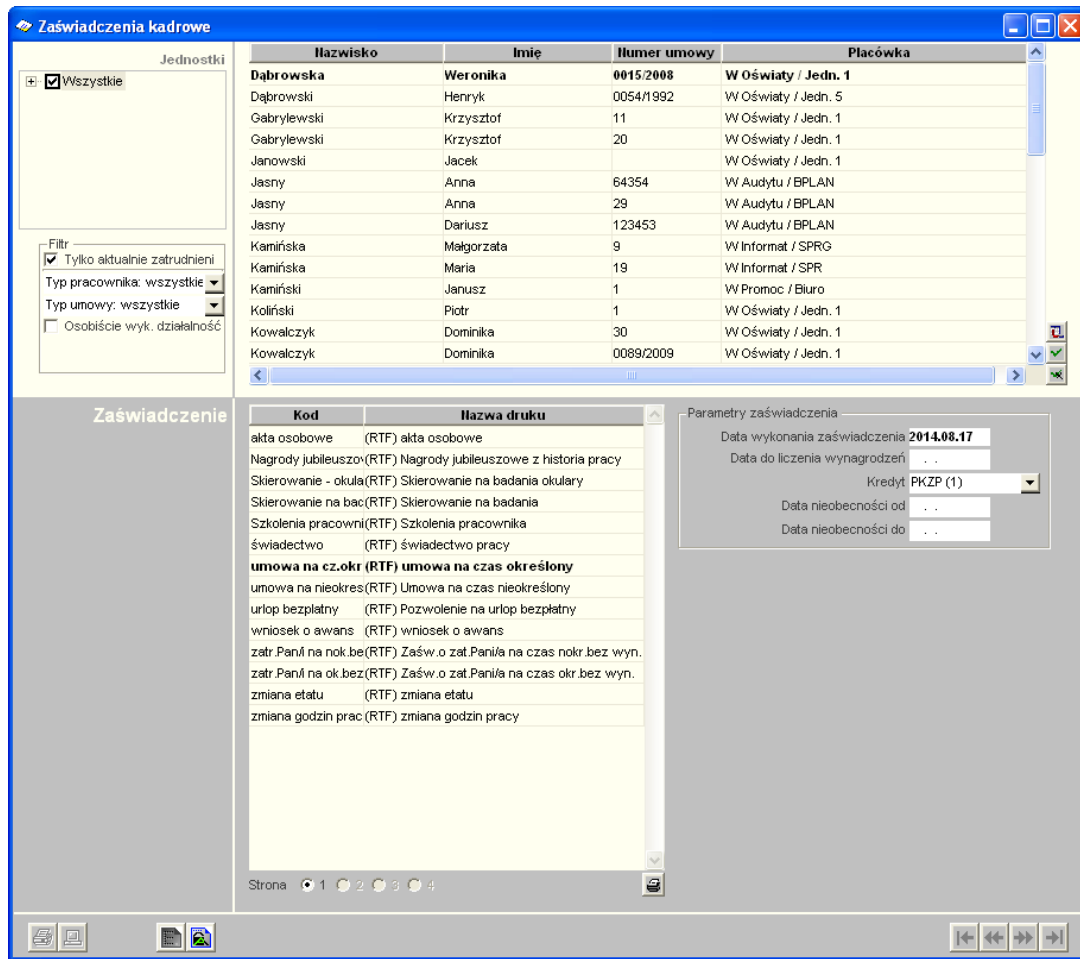 Zaświadczenia kadrowe
Jednostki
Wszystkie
Filtr
Tylko aktualnie zatrudnieni
Typ pracownika: wszystkie
Typ umowy: wszystkie
Osobiście wyk. działalność
Nazwisko Imię Numer umowy Placówka
Dąbrowska Weronika 0015/2008 W Oświaty / Jedn. 1
Dąbrowski Henryk 0054/1992 W Oświaty / Jedn. 5
Gabrylewski Krzysztof 11 W Oświaty / Jedn. 1
Gabrylewski Krzysztof 20 W Oświaty / Jedn. 1
Janowski Jacek W Oświaty / Jedn. 1
Jasny Anna 64354 W Audytu / BPLAN
Jasny Anna 29 W Audytu / BPLAN
Jasny Dariusz 123453 W Audytu / BPLAN
Kamińska Małgorzata 9 W Informat / SPRG
Kamińska Maria 19 W Informat / SPR
Kamiński Janusz 1 W Promoc / Biuro
Koliński Piotr 1 W Oświaty / Jedn. 1
Kowalczyk Dominika 30 W Oświaty / Jedn. 1
Kowalczyk Dominika 0089/2009 W Oświaty / Jedn. 1
Zaświadczenie
Kod Nazwa druku
akta osobowe (RTF) akta osobowe
Nagrody jubileuszov (RTF) Nagrody jubileuszowe z historia pracy
Skierowanie - okula (RTF) Skierowanie na badania okulary
Skierowanie na bac (RTF) Skierowanie na badania
Szkolenia pracowni (RTF) Szkolenia pracownika
świadectwo (RTF) świadectwo pracy
umowa na cz.okr (RTF) umowa na czas określony
umowa na nieokres (RTF) Umowa na czas nieokreślony
urlop bezplatny (RTF) Pozwolenie na urlop bezpłatny
wniosek o awans (RTF) wniosek o awans
zatr.Pan/i na nok.be (RTF) Zaśw.o zat.Pani/a na czas nokr.bez wyn.
zatr.Pan/i na ok.bez (RTF) Zaśw.o zat.Pani/a na czas okr.bez wyn.
zmiana etatu (RTF) zmiana etatu
zmiana godzin prac (RTF) zmiana godzin pracy
Strona 1 2 3 4
Parametry zaświadczenia
Data wykonania zaświadczenia 2014.08.17
Data do liczenia wynagrodzeń . .
Kredyt PKZP (1)
Data nieobecności od . .
Data nieobecności do . .